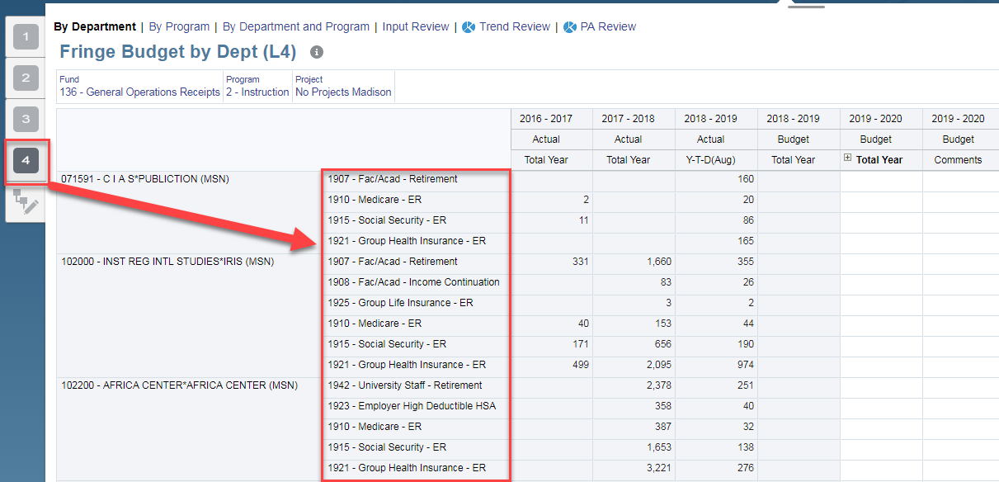 1
2
3
4
By Department | By Program | By Department and Program | Input Review | Trend Review | PA Review
Fringe Budget by Dept (L4)
Fund Program Project
136 - General Operations Receipts 2 - Instruction No Projects Madison
2016 - 2017 2017 - 2018 2018 - 2019 2018 - 2019 2019 - 2020 2019 - 2020
Actual Actual Actual Budget Budget Budget
Total Year Total Year Y-T-D(Aug) Total Year Total Year Comments
071591 - C I A S*PUBLICTION (MSN) 1907 - Fac/Acad - Retirement 160
1910 - Medicare - ER 2 20
1915 - Social Security - ER 11 86
1921 - Group Health Insurance - ER 165
102000 - INST REG INTL STUDIES*IRIS (MSN) 1907 - Fac/Acad - Retirement 331 1,660 355
1908 - Fac/Acad - Income Continuation 83 26
1925 - Group Life Insurance - ER 3 2
1910 - Medicare - ER 40 153 44
1915 - Social Security - ER 171 656 190
1921 - Group Health Insurance - ER 499 2,095 974
102200 - AFRICA CENTER*AFRICA CENTER (MSN) 1942 - University Staff - Retirement 2,378 251
1923 - Employer High Deductible HSA 358 40
1910 - Medicare - ER 387 32
1915 - Social Security - ER 1,653 138
1921 - Group Health Insurance - ER 3,221 276